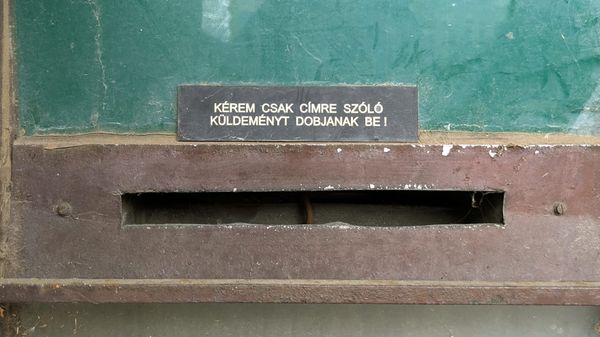 KÉREM CSAK CÍMRE SZÓLÓ
KÜLDEMÉNYT DOBJANAK BE !